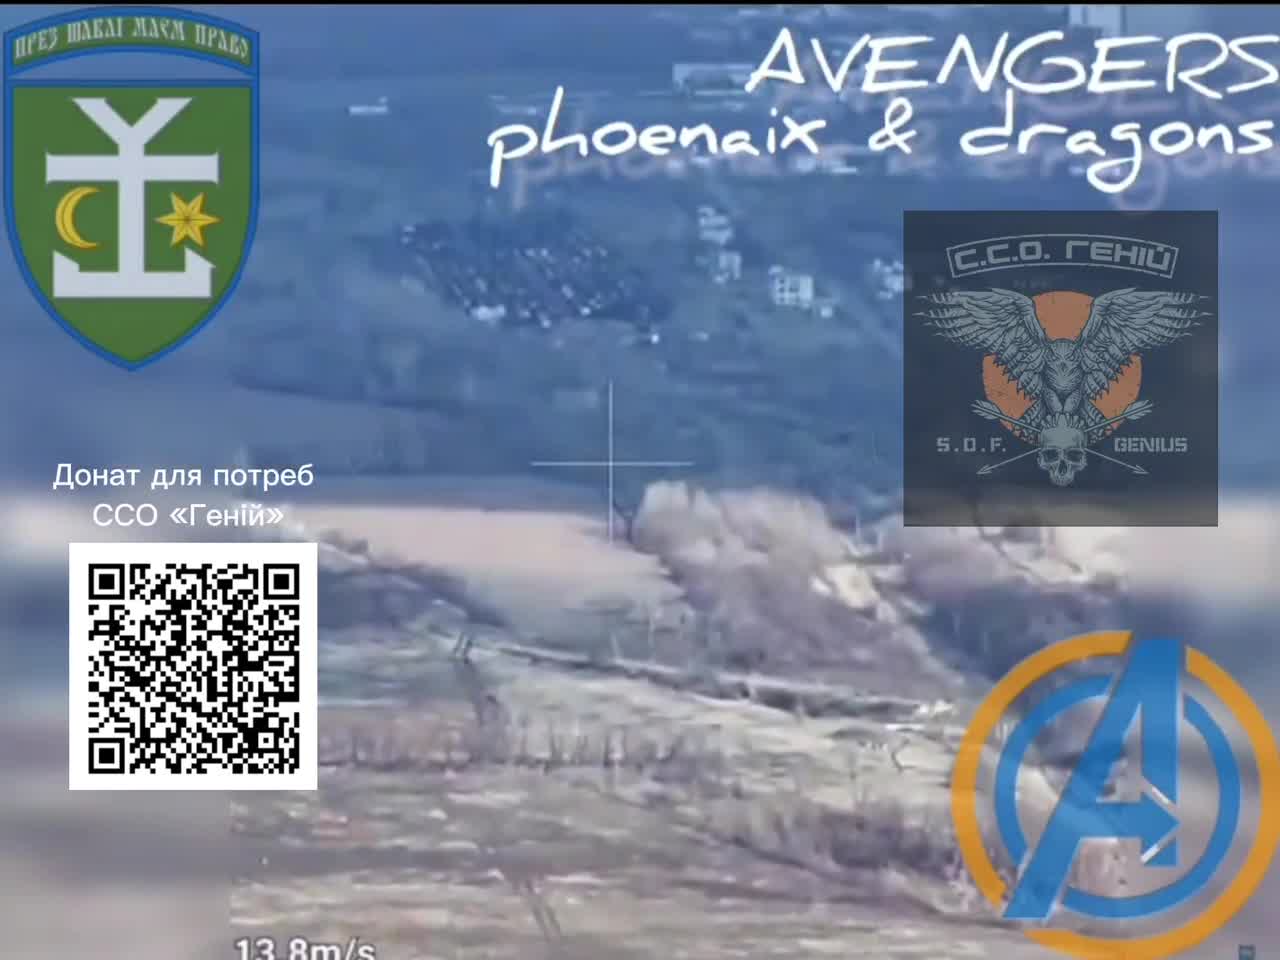 ПРЕЗ ШАБЛІ МАЄМ ПРАВО
AVENGERS
phoenaix & dragons
С.С.О. ГЕНІЙ
S.O.F. GENIUS
Донат для потреб
ССО «Геній»
13.8m/s